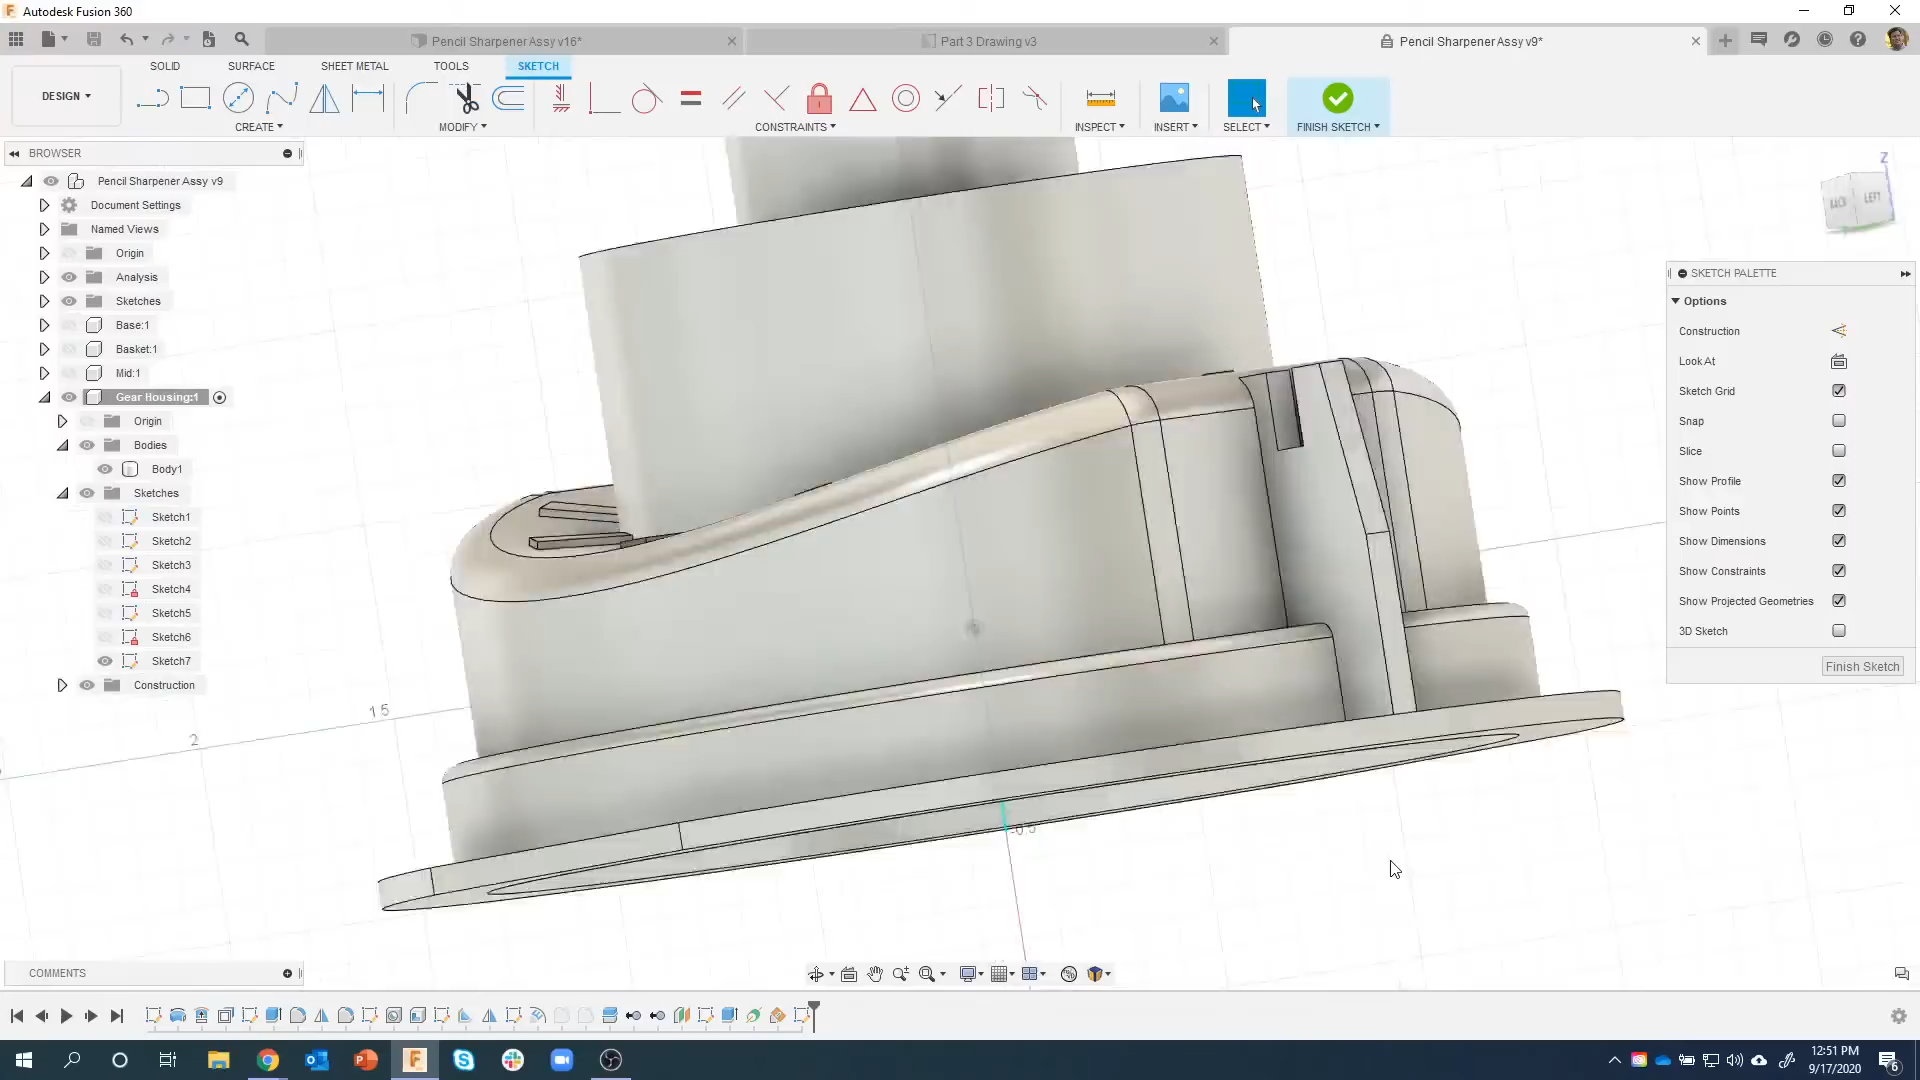 Autodesk Fusion 360
Pencil Sharpener Assy v16*
Part 3 Drawing v3
Pencil Sharpener Assy v9*
DESIGN
SOLID
SURFACE
SHEET METAL
TOOLS
SKETCH
CREATE
MODIFY
CONSTRAINTS
INSPECT
INSERT
SELECT
FINISH SKETCH
BROWSER
Pencil Sharpener Assy v9
Document Settings
Named Views
Origin
Analysis
Sketches
Base:1
Basket:1
Mid:1
Gear Housing:1
Origin
Bodies
Body1
Sketches
Sketch1
Sketch2
Sketch3
Sketch4
Sketch5
Sketch6
Sketch7
Construction
Z
BACK
LEFT
SKETCH PALETTE
Options
Construction
Look At
Sketch Grid
Snap
Slice
Show Profile
Show Points
Show Dimensions
Show Constraints
Show Projected Geometries
3D Sketch
Finish Sketch
1.5
2
-0.5
COMMENTS
12:51 PM
9/17/2020
6